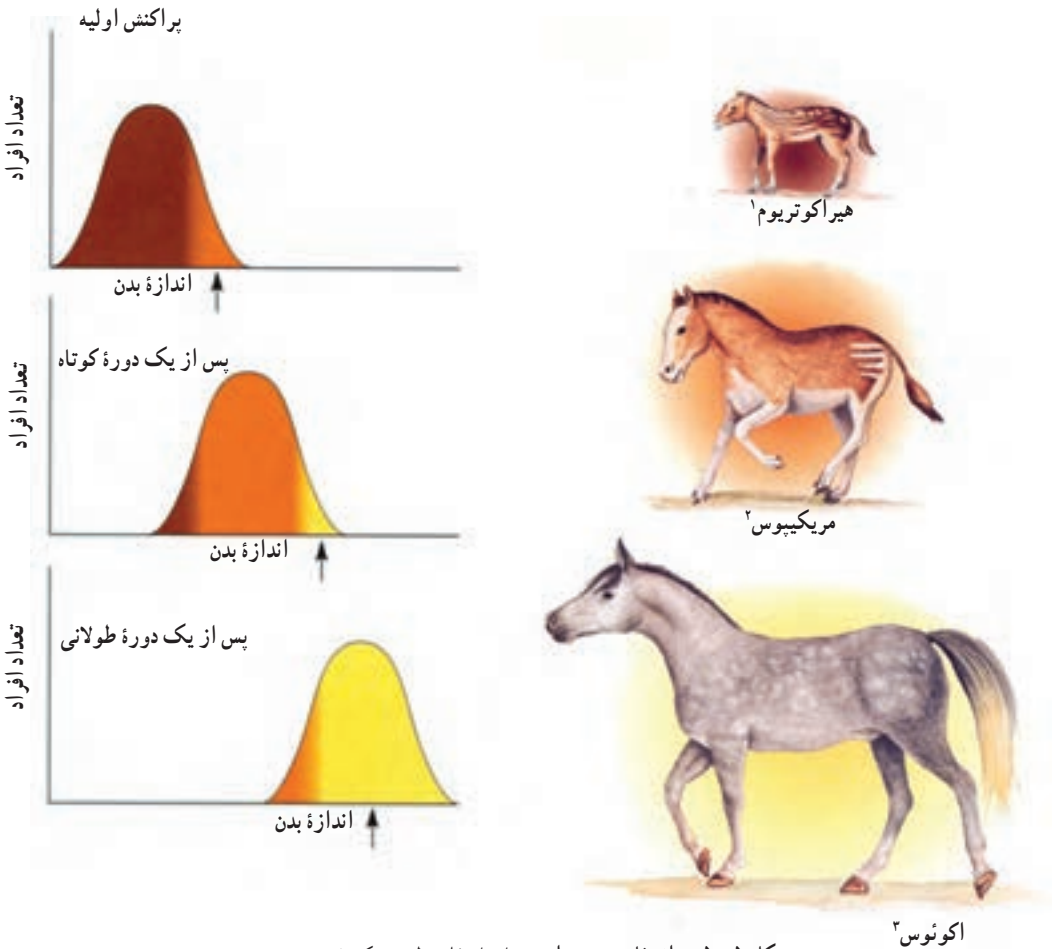 پراکنش اولیه
تعداد افراد
اندازهٔ بدن
هیراکوتریوم۱
پس از یک دورهٔ کوتاه
تعداد افراد
اندازهٔ بدن
مریکیپوس۲
پس از یک دورهٔ طولانی
تعداد افراد
اندازهٔ بدن
اکوئوس۳